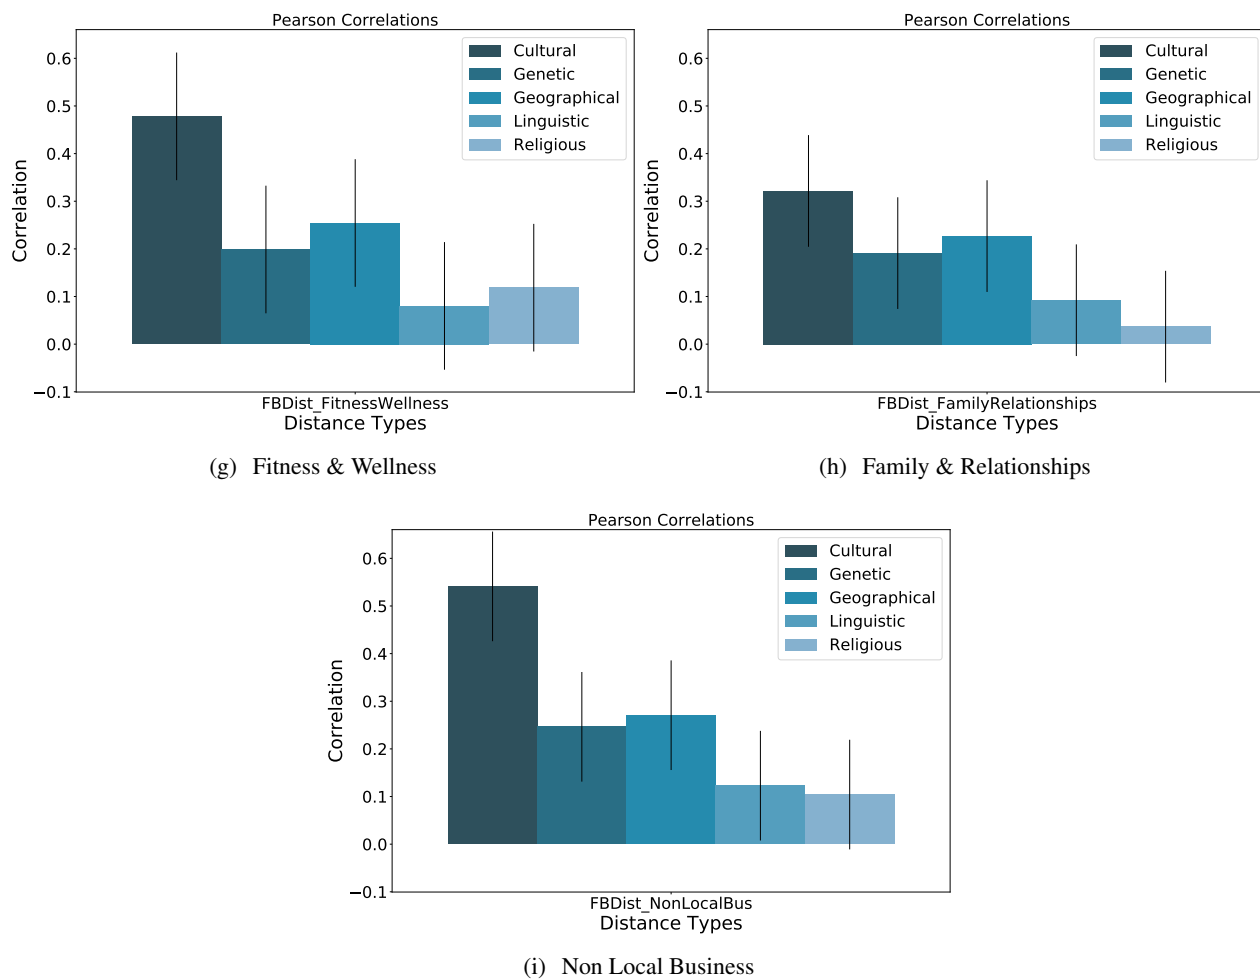 Pearson Correlations
0.6
0.5
0.4
0.3
0.2
0.1
0.0
−0.1
Correlation
Cultural
Genetic
Geographical
Linguistic
Religious
FBDist_FitnessWellness
Distance Types
(g) Fitness & Wellness
Pearson Correlations
0.6
0.5
0.4
0.3
0.2
0.1
0.0
−0.1
Correlation
Cultural
Genetic
Geographical
Linguistic
Religious
FBDist_FamilyRelationships
Distance Types
(h) Family & Relationships
Pearson Correlations
0.6
0.5
0.4
0.3
0.2
0.1
0.0
−0.1
Correlation
Cultural
Genetic
Geographical
Linguistic
Religious
FBDist_NonLocalBus
Distance Types
(i) Non Local Business